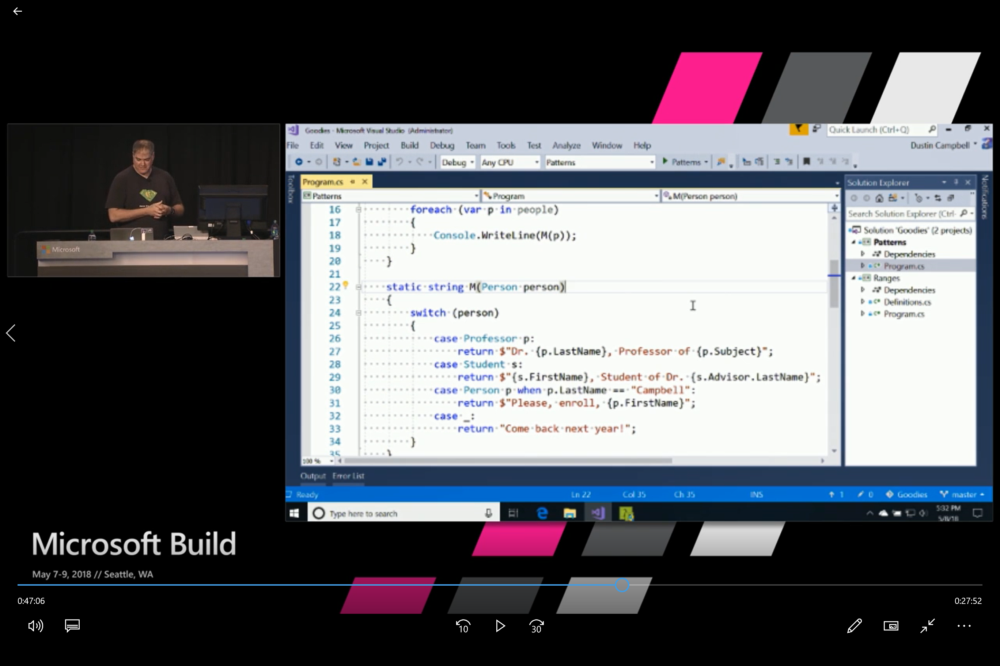 Goodies - Microsoft Visual Studio (Administrator)
Quick Launch (Ctrl+Q)
File Edit View Project Build Debug Team Tools Test Analyze Window Help
Dustin Campbell
Debug Any CPU Patterns Patterns
Toolbox
Program.cs
Patterns Program M(Person person)
16 foreach (var p in people)
17 {
18 Console.WriteLine(M(p));
19 }
20 }
21
22 static string M(Person person)
23 {
24 switch (person)
25 {
26 case Professor p:
27 return $"Dr. {p.LastName}, Professor of {p.Subject}";
28 case Student s:
29 return $"{s.FirstName}, Student of Dr. {s.Advisor.LastName}";
30 case Person p when p.LastName == "Campbell":
31 return $"Please, enroll, {p.FirstName}";
32 case _:
33 return "Come back next year!";
34 }
35 }
100 %
Solution Explorer
Search Solution Explorer (Ctrl-
Solution 'Goodies' (2 projects)
Patterns
Dependencies
Program.cs
Ranges
Dependencies
Definitions.cs
Program.cs
Notifications
Output Error List
Ready Ln 22 Col 35 Ch 35 INS 1 0 Goodies master
Type here to search
5:32 PM
5/8/18
Microsoft
Microsoft Build
May 7-9, 2018 // Seattle, WA
0:47:06
0:27:52
10
30